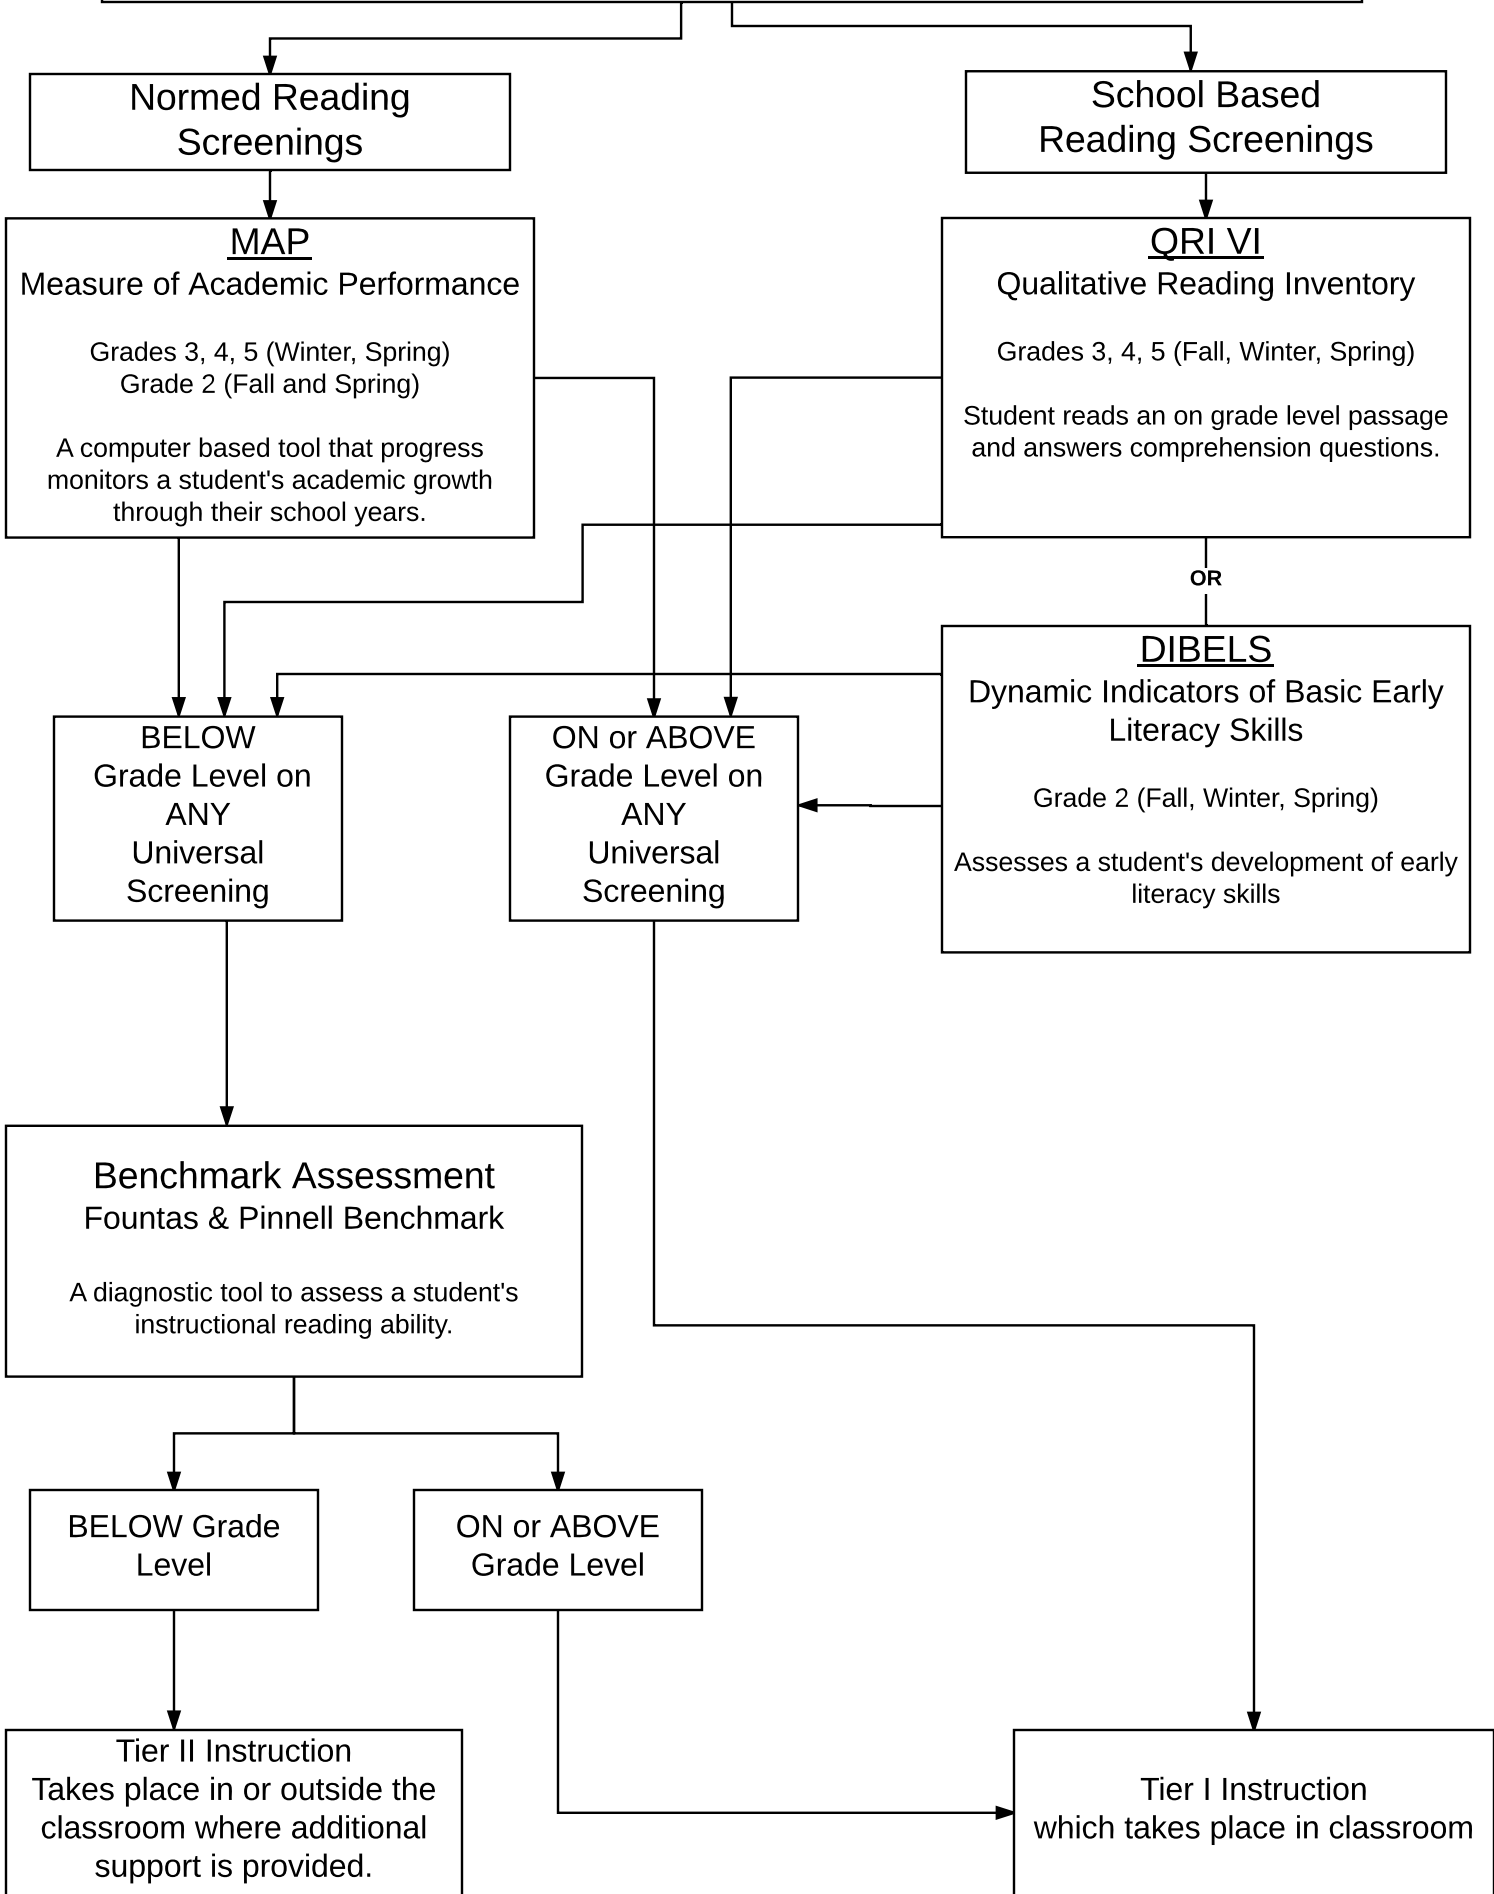 Normed Reading
Screenings
School Based
Reading Screenings
MAP
Measure of Academic Performance
Grades 3, 4, 5 (Winter, Spring)
Grade 2 (Fall and Spring)
A computer based tool that progress
monitors a student's academic growth
through their school years.
QRI VI
Qualitative Reading Inventory
Grades 3, 4, 5 (Fall, Winter, Spring)
Student reads an on grade level passage
and answers comprehension questions.
OR
DIBELS
Dynamic Indicators of Basic Early
Literacy Skills
Grade 2 (Fall, Winter, Spring)
Assesses a student's development of early
literacy skills
BELOW
Grade Level on
ANY
Universal
Screening
ON or ABOVE
Grade Level on
ANY
Universal
Screening
Benchmark Assessment
Fountas & Pinnell Benchmark
A diagnostic tool to assess a student's
instructional reading ability.
BELOW Grade
Level
ON or ABOVE
Grade Level
Tier II Instruction
Takes place in or outside the
classroom where additional
support is provided.
Tier I Instruction
which takes place in classroom